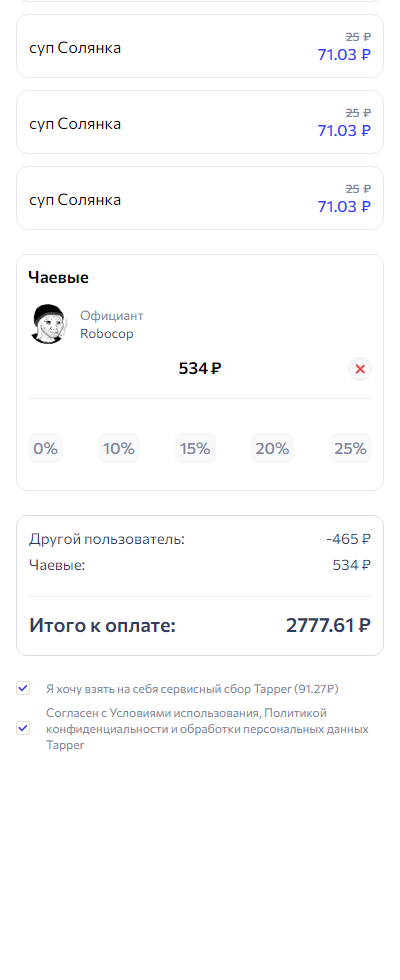 суп Солянка
25 ₽
71.03 ₽
суп Солянка
25 ₽
71.03 ₽
суп Солянка
25 ₽
71.03 ₽
Чаевые
Официант
Robocop
534 ₽
0% 10% 15% 20% 25%
Другой пользователь: -465 ₽
Чаевые: 534 ₽
Итого к оплате: 2777.61 ₽
Я хочу взять на себя сервисный сбор Tapper (91.27₽)
Согласен с Условиями использования, Политикой
конфиденциальности и обработки персональных данных
Tapper